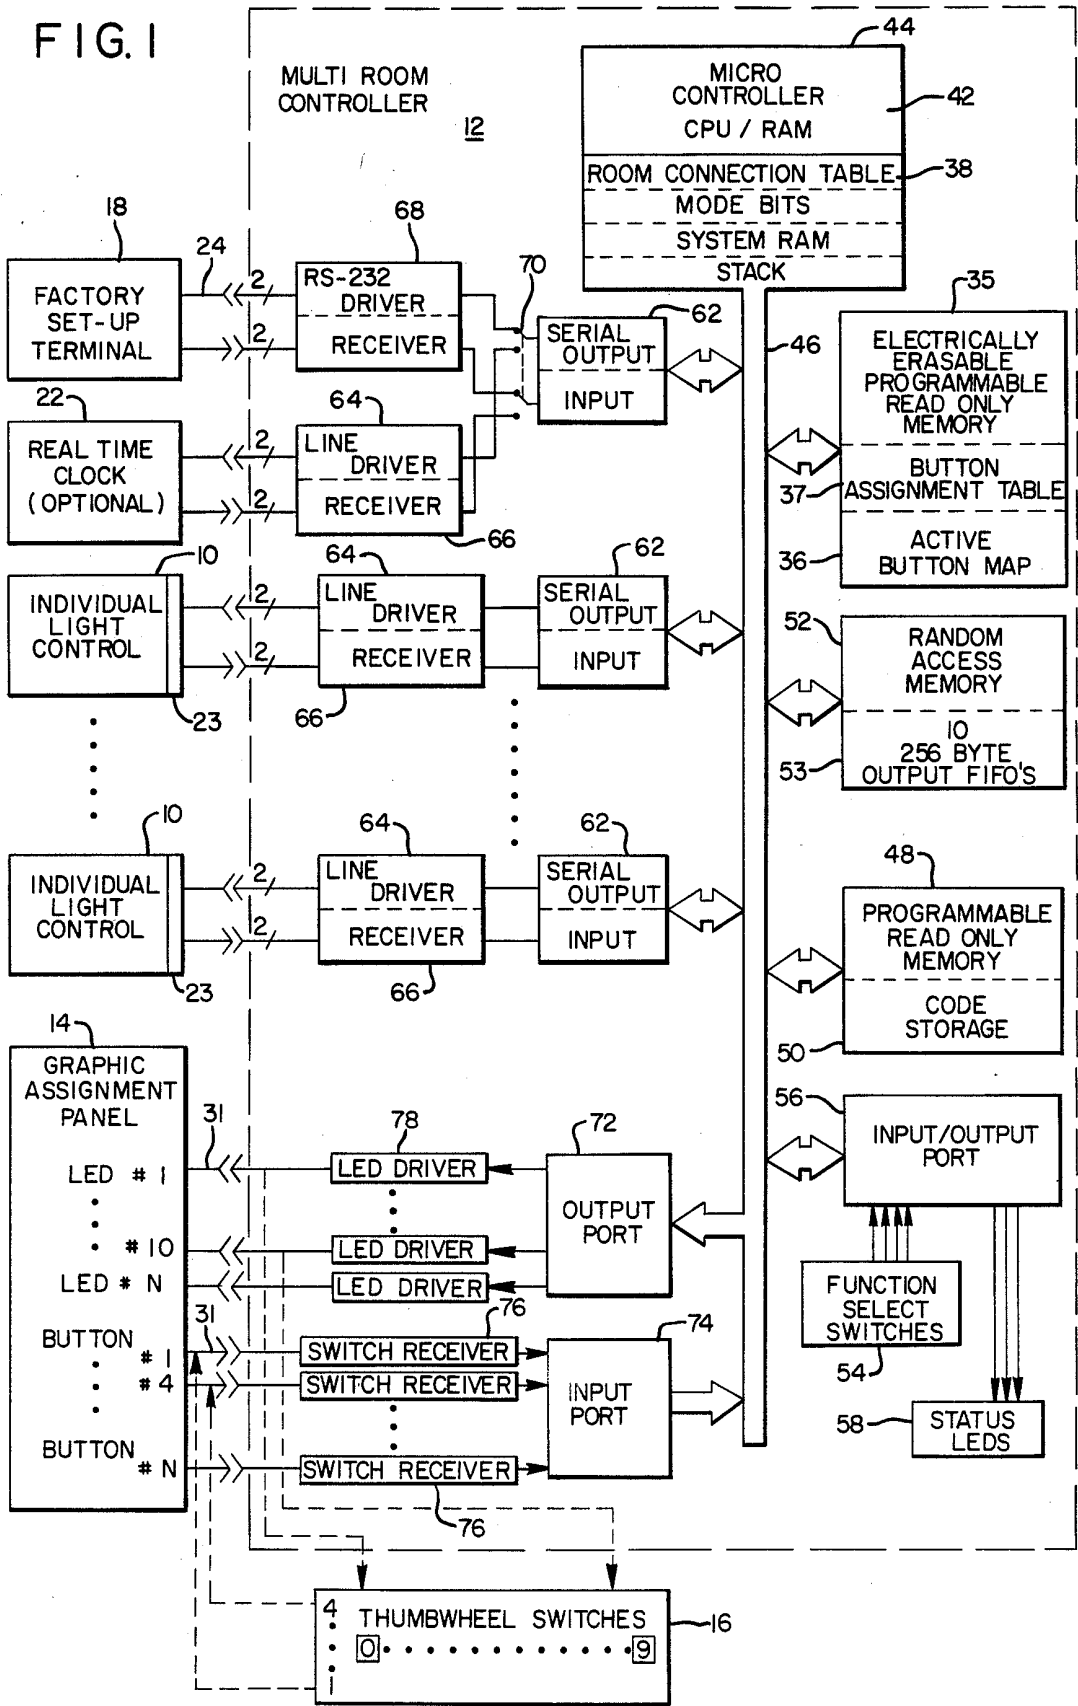 FIG. 1
MULTI ROOM
CONTROLLER
12
44
MICRO
CONTROLLER
CPU / RAM
42
ROOM CONNECTION TABLE
38
MODE BITS
SYSTEM RAM
STACK
18
24
FACTORY
SET-UP
TERMINAL
2
2
68
RS-232
DRIVER
RECEIVER
70
62
SERIAL
OUTPUT
INPUT
46
35
ELECTRICALLY
ERASABLE
PROGRAMMABLE
READ ONLY
MEMORY
37
BUTTON
ASSIGNMENT TABLE
36
ACTIVE
BUTTON MAP
22
REAL TIME
CLOCK
(OPTIONAL)
2
2
64
LINE
DRIVER
RECEIVER
66
10
INDIVIDUAL
LIGHT
CONTROL
23
2
2
64
LINE
DRIVER
RECEIVER
66
62
SERIAL
OUTPUT
INPUT
52
RANDOM
ACCESS
MEMORY
53
10
256 BYTE
OUTPUT FIFO'S
10
INDIVIDUAL
LIGHT
CONTROL
23
2
2
64
LINE
DRIVER
RECEIVER
66
62
SERIAL
OUTPUT
INPUT
48
PROGRAMMABLE
READ ONLY
MEMORY
50
CODE
STORAGE
14
GRAPHIC
ASSIGNMENT
PANEL
LED # 1
# 10
LED # N
BUTTON
# 1
# 4
BUTTON
# N
31
31
78
LED DRIVER
LED DRIVER
LED DRIVER
72
OUTPUT
PORT
76
SWITCH RECEIVER
SWITCH RECEIVER
SWITCH RECEIVER
76
74
INPUT
PORT
56
INPUT/OUTPUT
PORT
FUNCTION
SELECT
SWITCHES
54
58
STATUS
LEDS
4
1
THUMBWHEEL SWITCHES
0
9
16